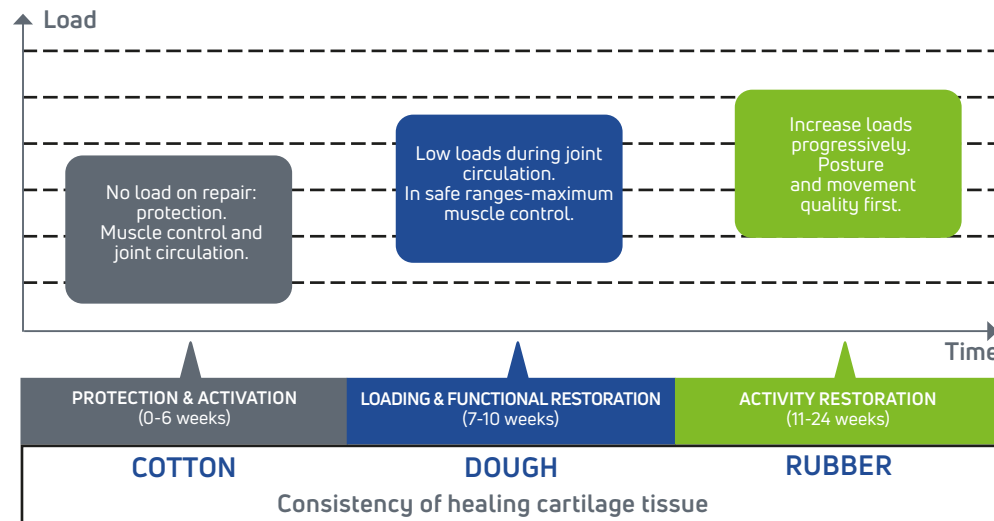 Load
No load on repair:
protection.
Muscle control and
joint circulation.
Low loads during joint
circulation.
In safe ranges-maximum
muscle control.
Increase loads
progressively.
Posture
and movement
quality first.
Time
PROTECTION & ACTIVATION
(0-6 weeks)
LOADING & FUNCTIONAL RESTORATION
(7-10 weeks)
ACTIVITY RESTORATION
(11-24 weeks)
COTTON
DOUGH
RUBBER
Consistency of healing cartilage tissue